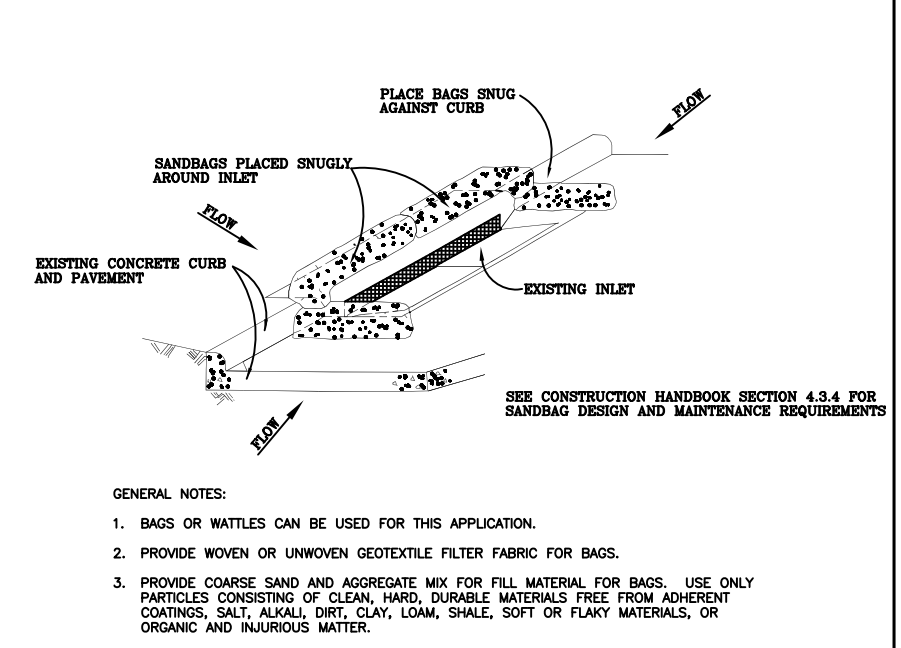 PLACE BAGS SNUG
AGAINST CURB
FLOW
SANDBAGS PLACED SNUGLY
AROUND INLET
FLOW
EXISTING CONCRETE CURB
AND PAVEMENT
EXISTING INLET
SEE CONSTRUCTION HANDBOOK SECTION 4.3.4 FOR
SANDBAG DESIGN AND MAINTENANCE REQUIREMENTS
FLOW
GENERAL NOTES:
1. BAGS OR WATTLES CAN BE USED FOR THIS APPLICATION.
2. PROVIDE WOVEN OR UNWOVEN GEOTEXTILE FILTER FABRIC FOR BAGS.
3. PROVIDE COARSE SAND AND AGGREGATE MIX FOR FILL MATERIAL FOR BAGS. USE ONLY
PARTICLES CONSISTING OF CLEAN, HARD, DURABLE MATERIALS FREE FROM ADHERENT
COATINGS, SALT, ALKALI, DIRT, CLAY, LOAM, SHALE, SOFT OR FLAKY MATERIALS, OR
ORGANIC AND INJURIOUS MATTER.